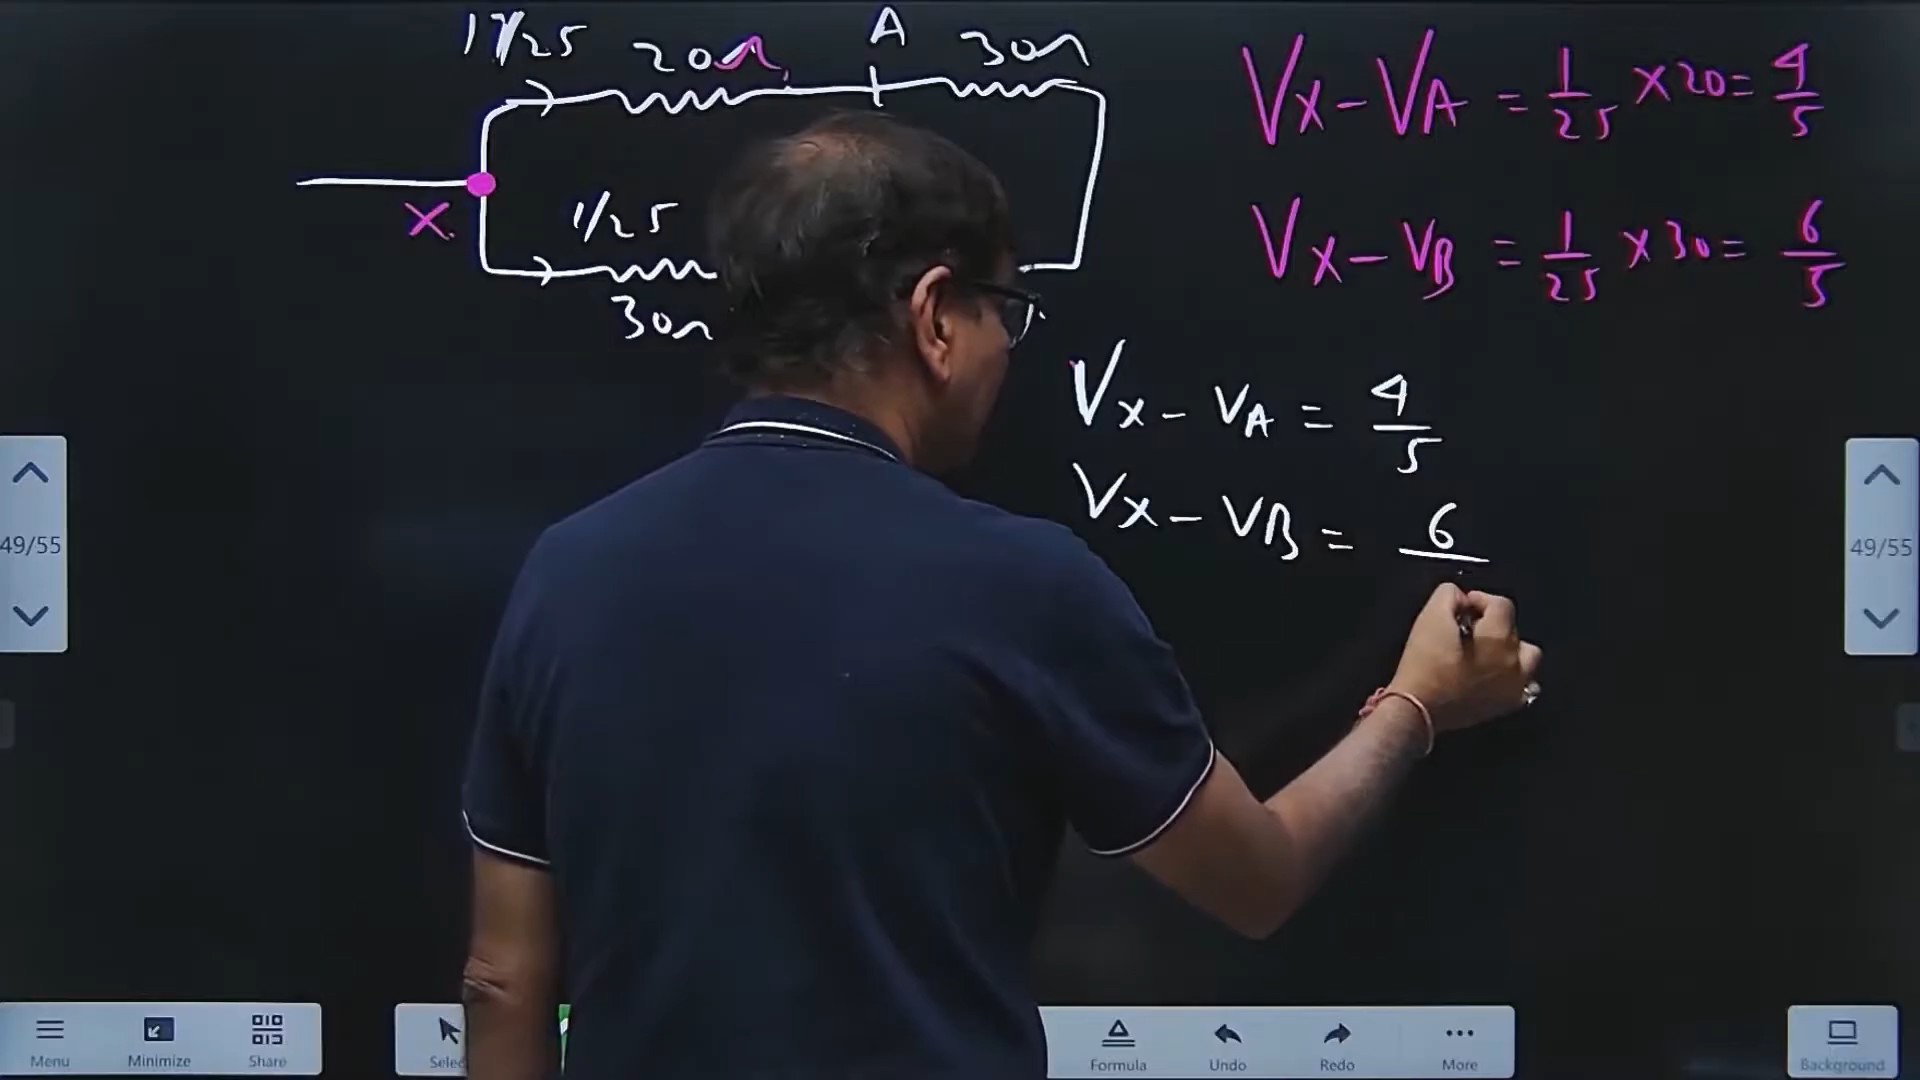 1/25 20Ω A 30Ω
X 1/25
30Ω
Vx - VA = 1/25 × 20 = 4/5
Vx - VB = 1/25 × 30 = 6/5
Vx - VA = 4/5
Vx - VB = 6
49/55
49/55
Menu Minimize Share Formula Undo Redo More Background